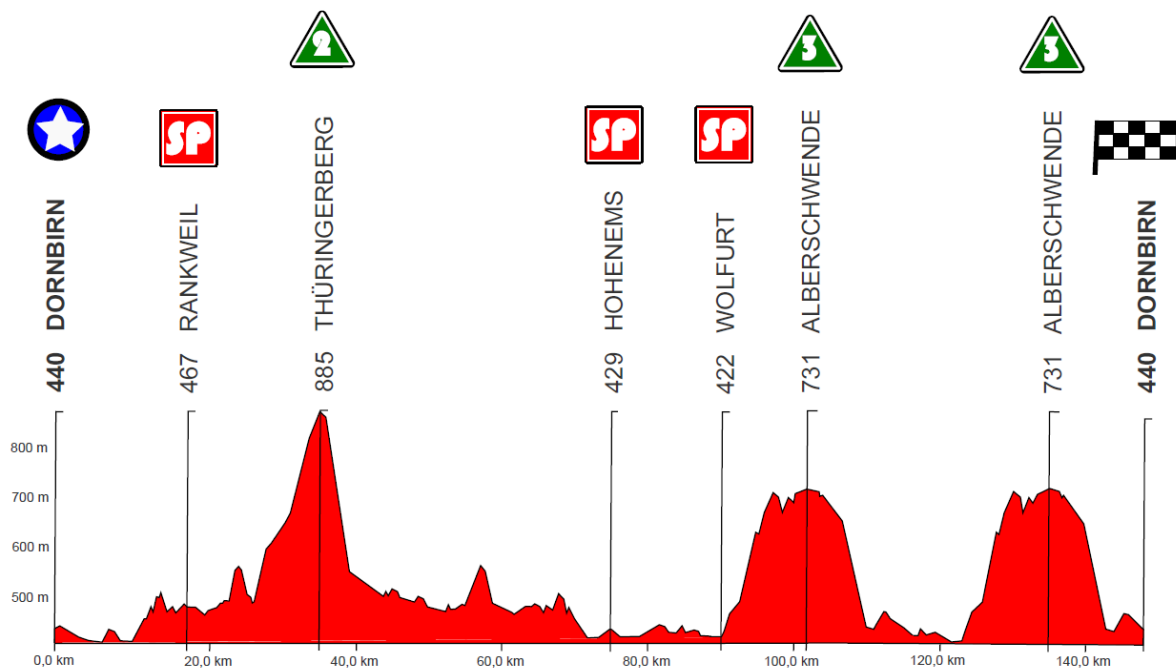 2
3
3
SP
SP
SP
440 DORNBIRN
467 RANKWEIL
885 THÜRINGERBERG
429 HOHENEMS
422 WOLFURT
731 ALBERSCHWENDE
731 ALBERSCHWENDE
440 DORNBIRN
800 m
700 m
600 m
500 m
0,0 km
20,0 km
40,0 km
60,0 km
80,0 km
100,0 km
120,0 km
140,0 km